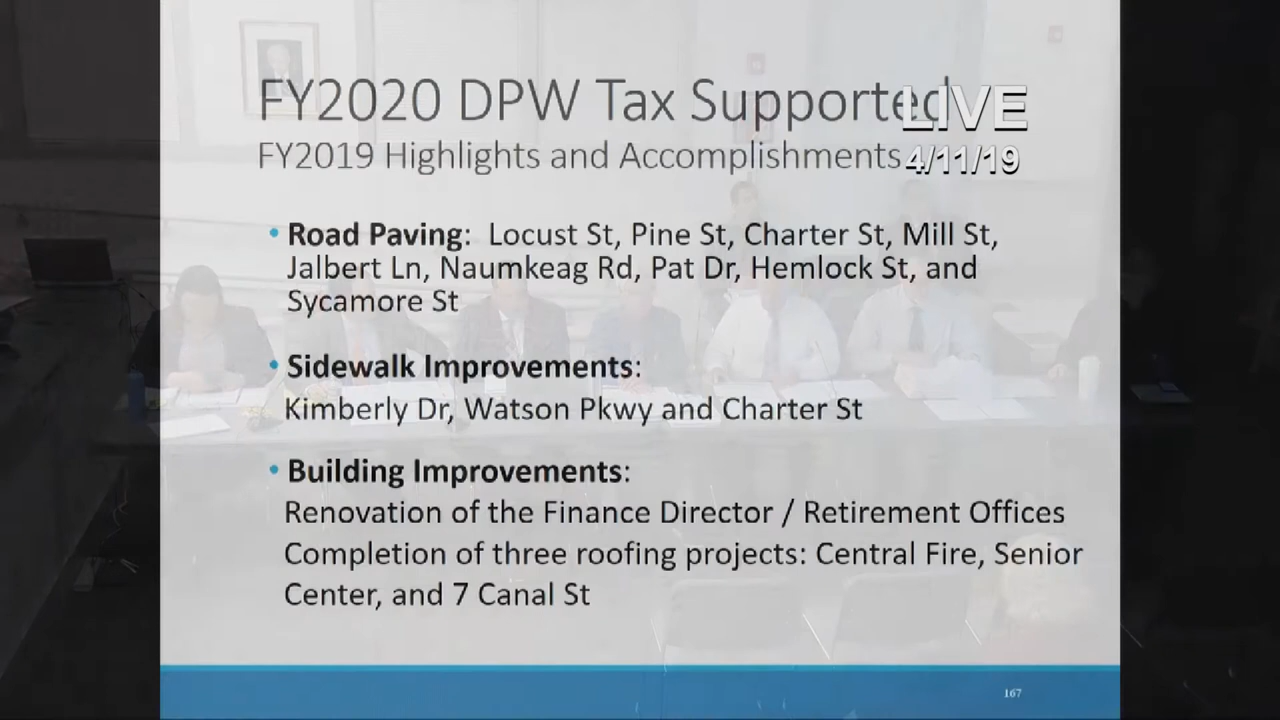 FY2020 DPW Tax Supported
LIVE
FY2019 Highlights and Accomplishments
4/11/19
• Road Paving: Locust St, Pine St, Charter St, Mill St,
Jalbert Ln, Naumkeag Rd, Pat Dr, Hemlock St, and
Sycamore St
• Sidewalk Improvements:
Kimberly Dr, Watson Pkwy and Charter St
• Building Improvements:
Renovation of the Finance Director / Retirement Offices
Completion of three roofing projects: Central Fire, Senior
Center, and 7 Canal St
167